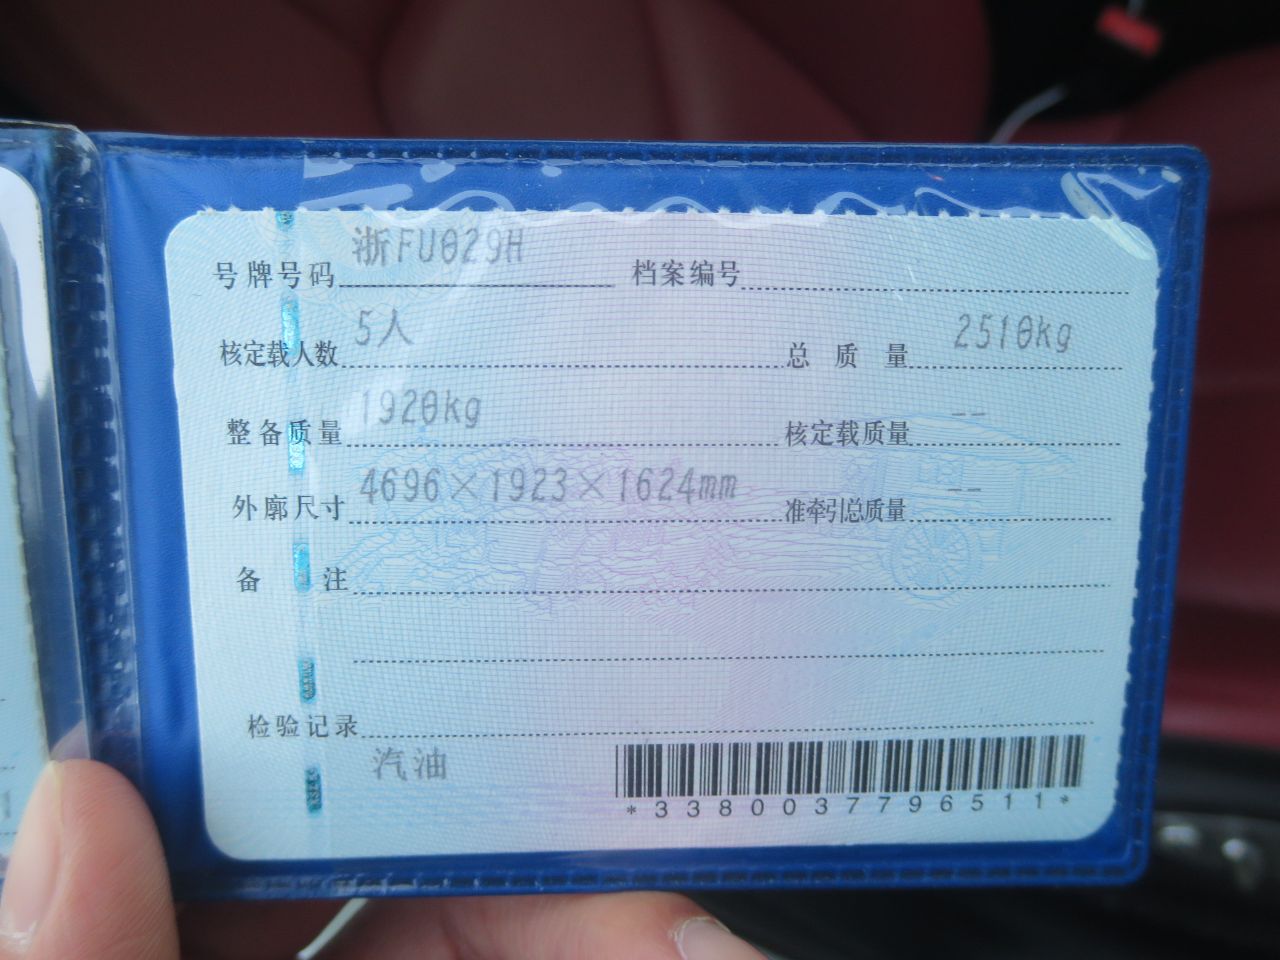 号牌号码 浙FU029H 档案编号
核定载人数 5人 总质量 2510kg
整备质量 1920kg 核定载质量 --
外廓尺寸 4696×1923×1624mm 准牵引总质量 --
备注
检验记录
汽油
*3380037796511*